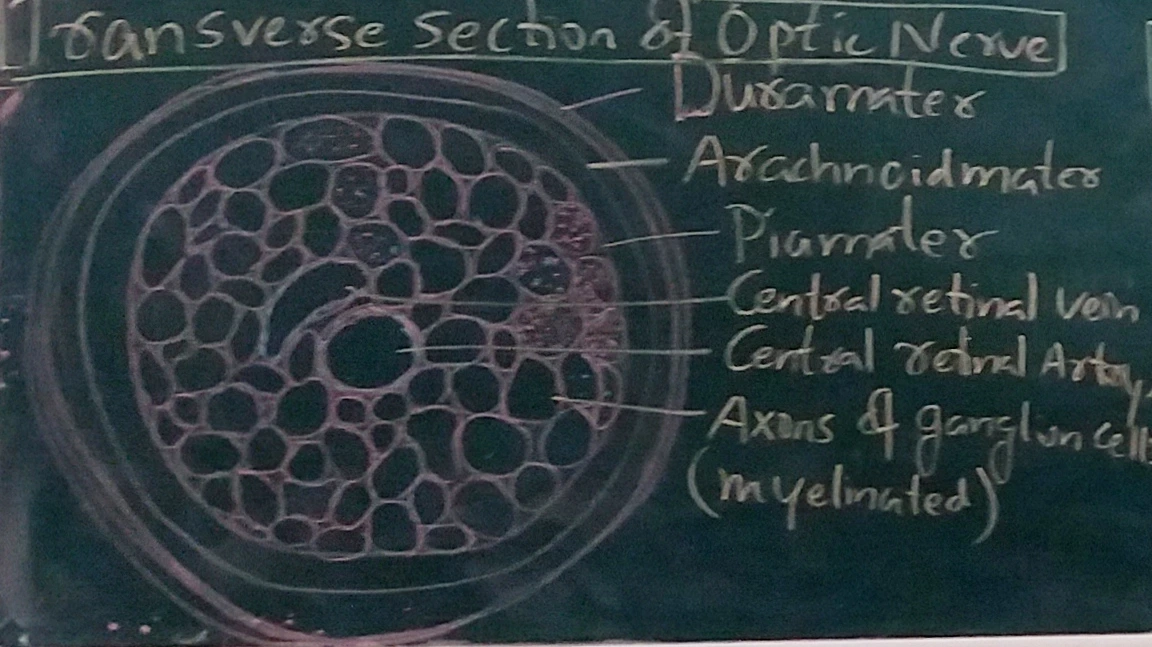 Transverse Section of Optic Nerve
Duramater
Arachnoidmater
Piamater
Central retinal vein
Central retinal Artery
Axons of ganglion cells
(myelinated)